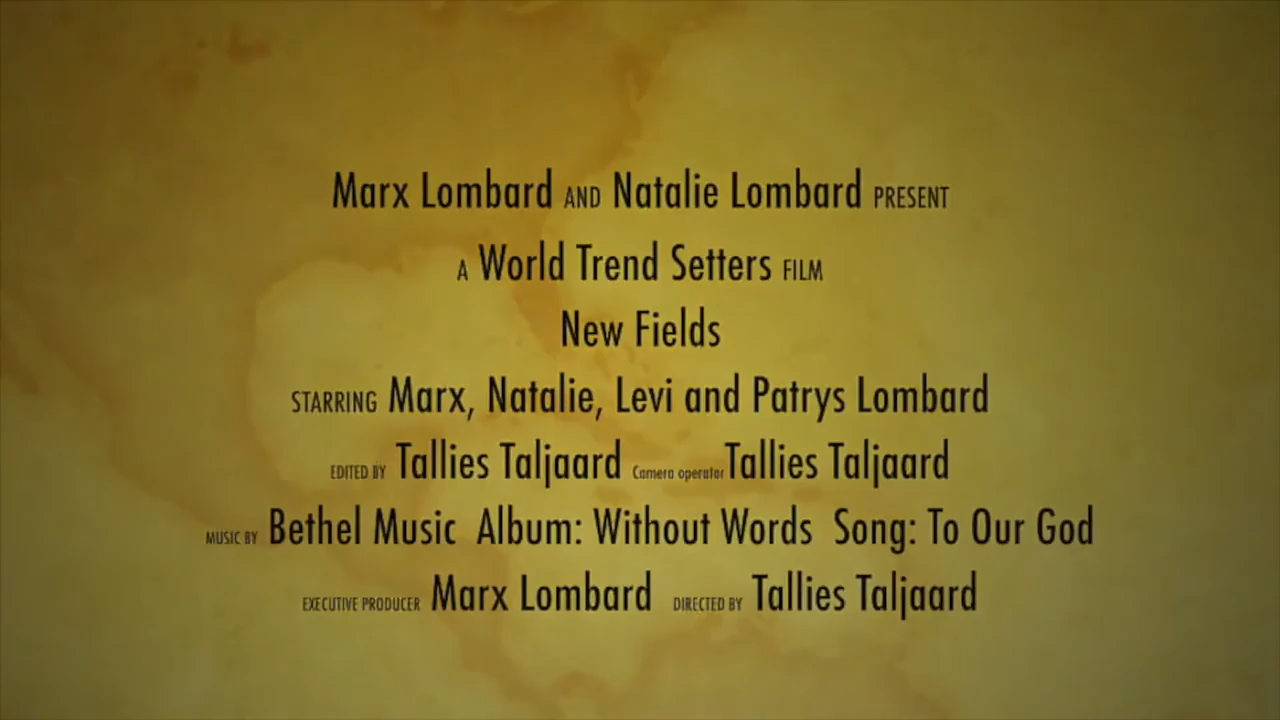 Marx Lombard AND Natalie Lombard PRESENT
A World Trend Setters FILM
New Fields
STARRING Marx, Natalie, Levi and Patrys Lombard
EDITED BY Tallies Taljaard Camera operator Tallies Taljaard
MUSIC BY Bethel Music Album: Without Words Song: To Our God
EXECUTIVE PRODUCER Marx Lombard DIRECTED BY Tallies Taljaard